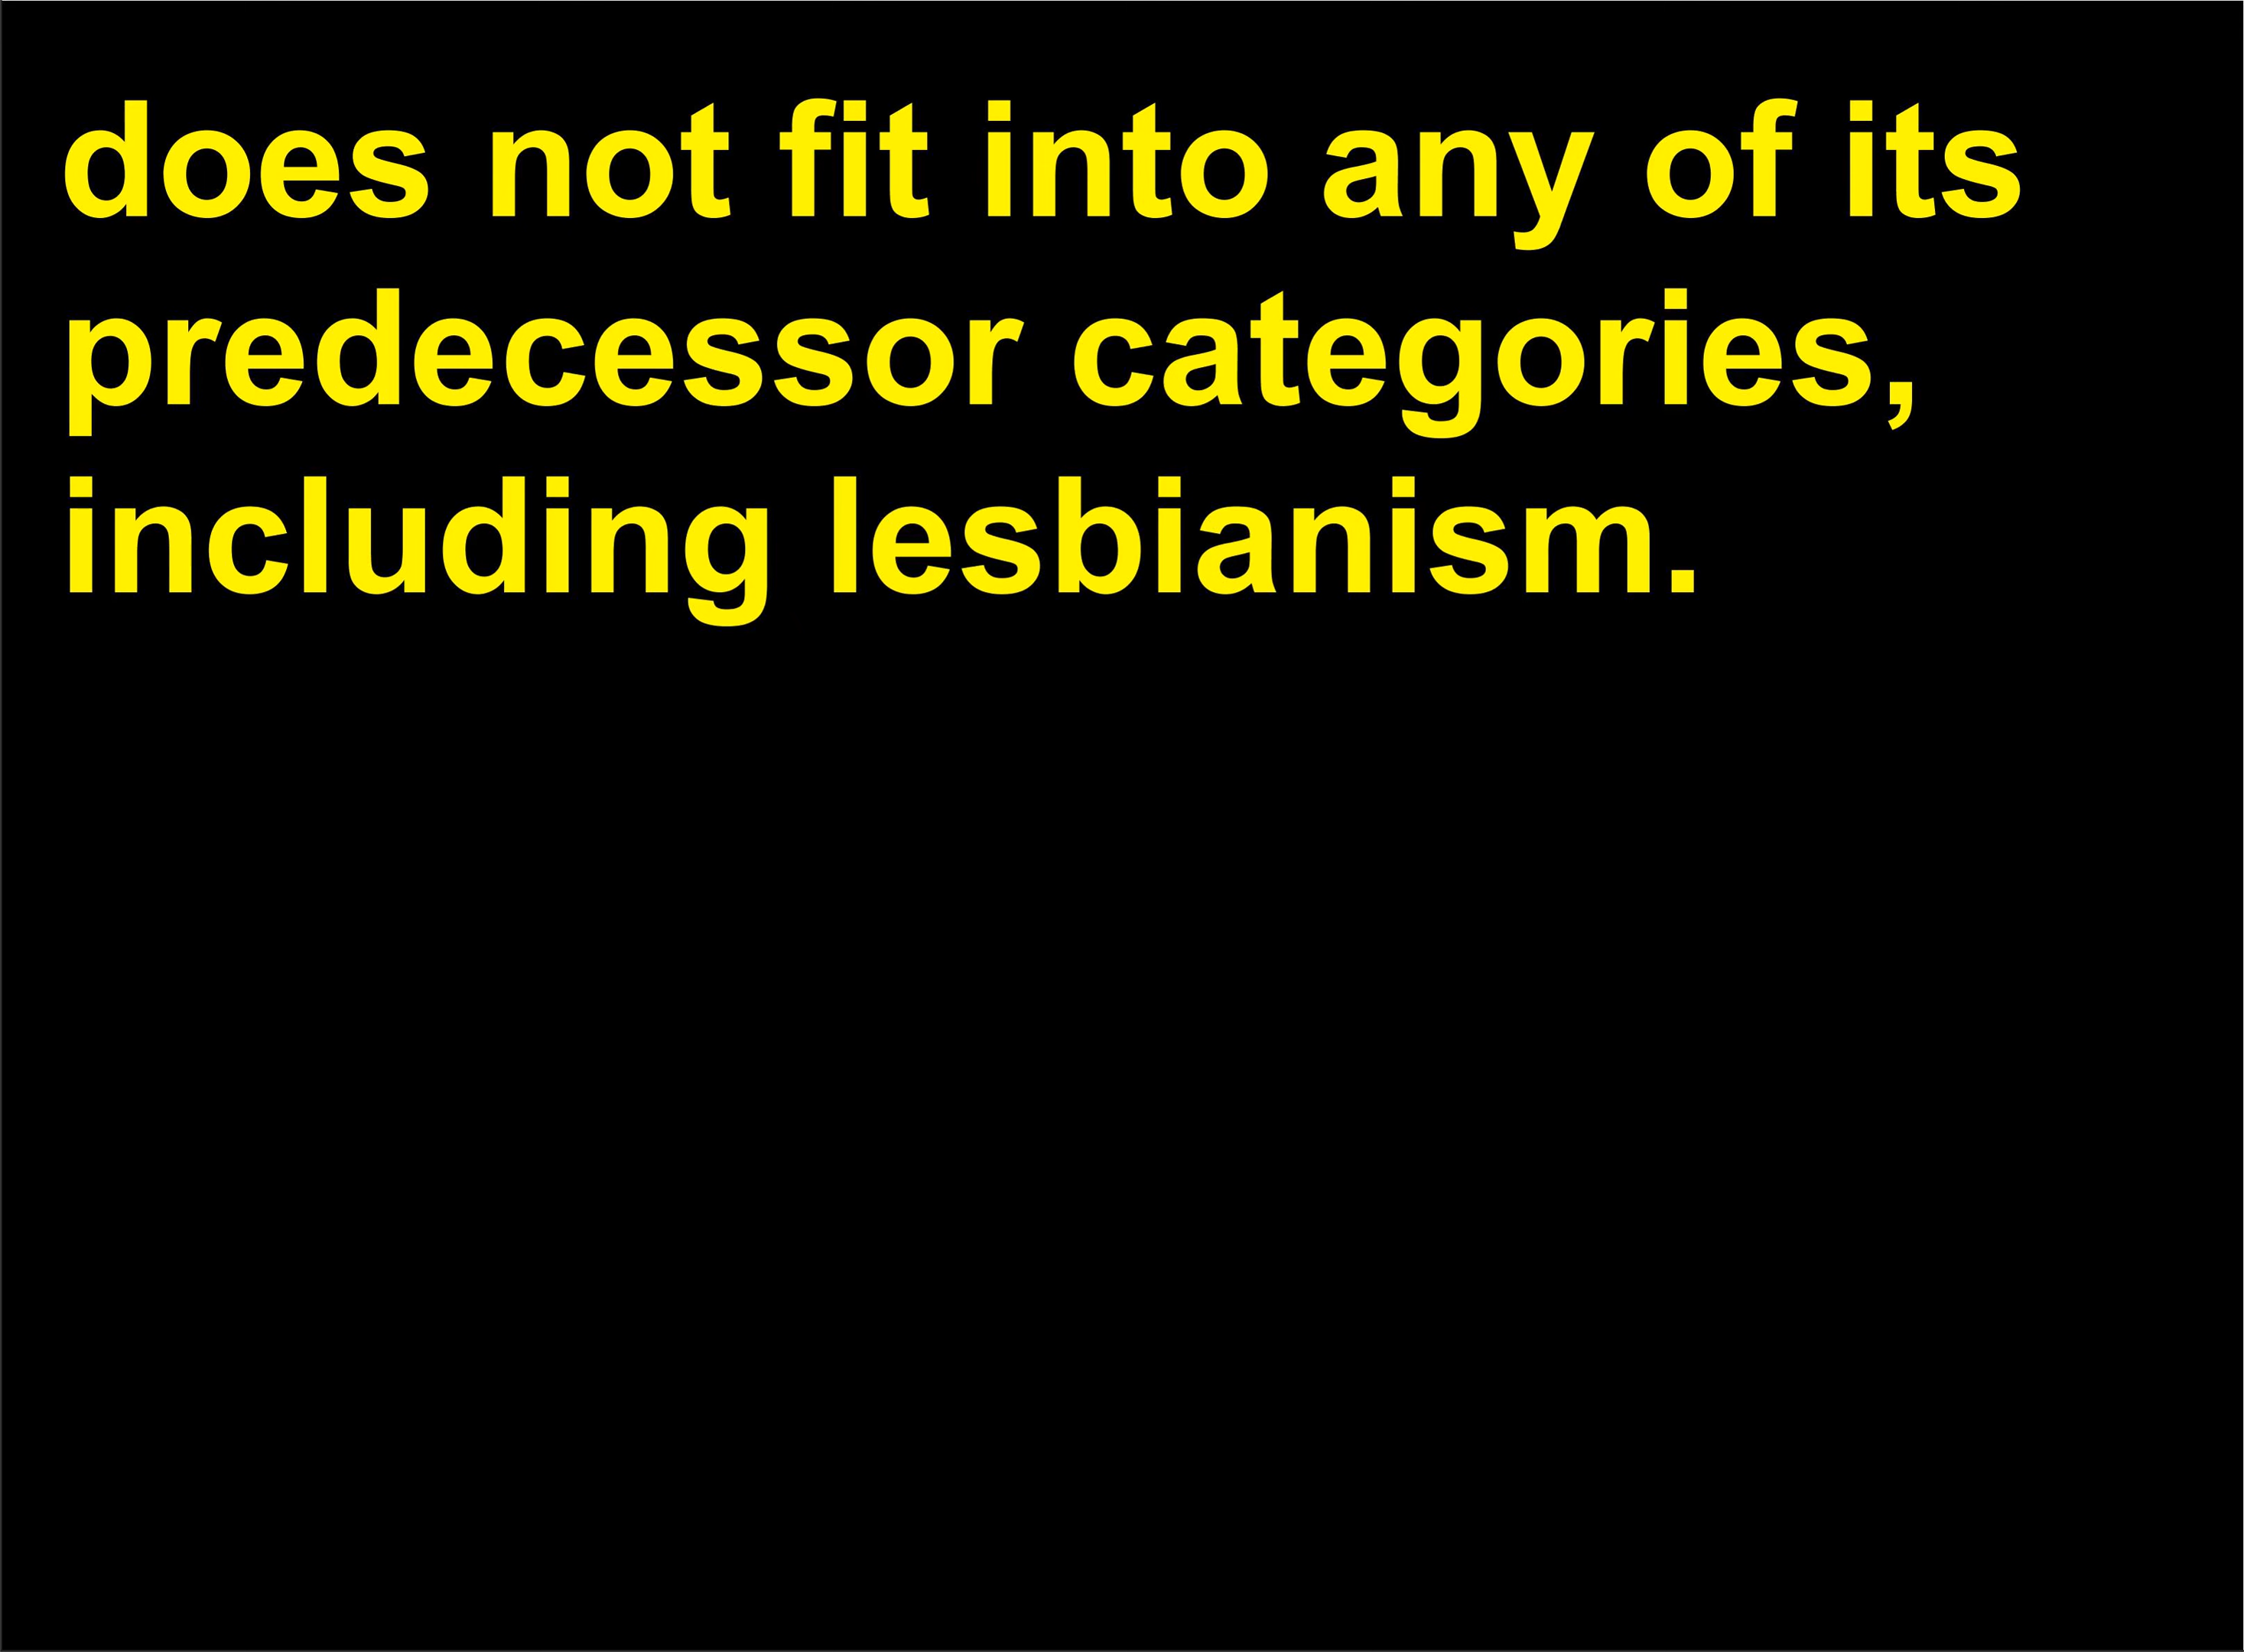 does not fit into any of its
predecessor categories,
including lesbianism.